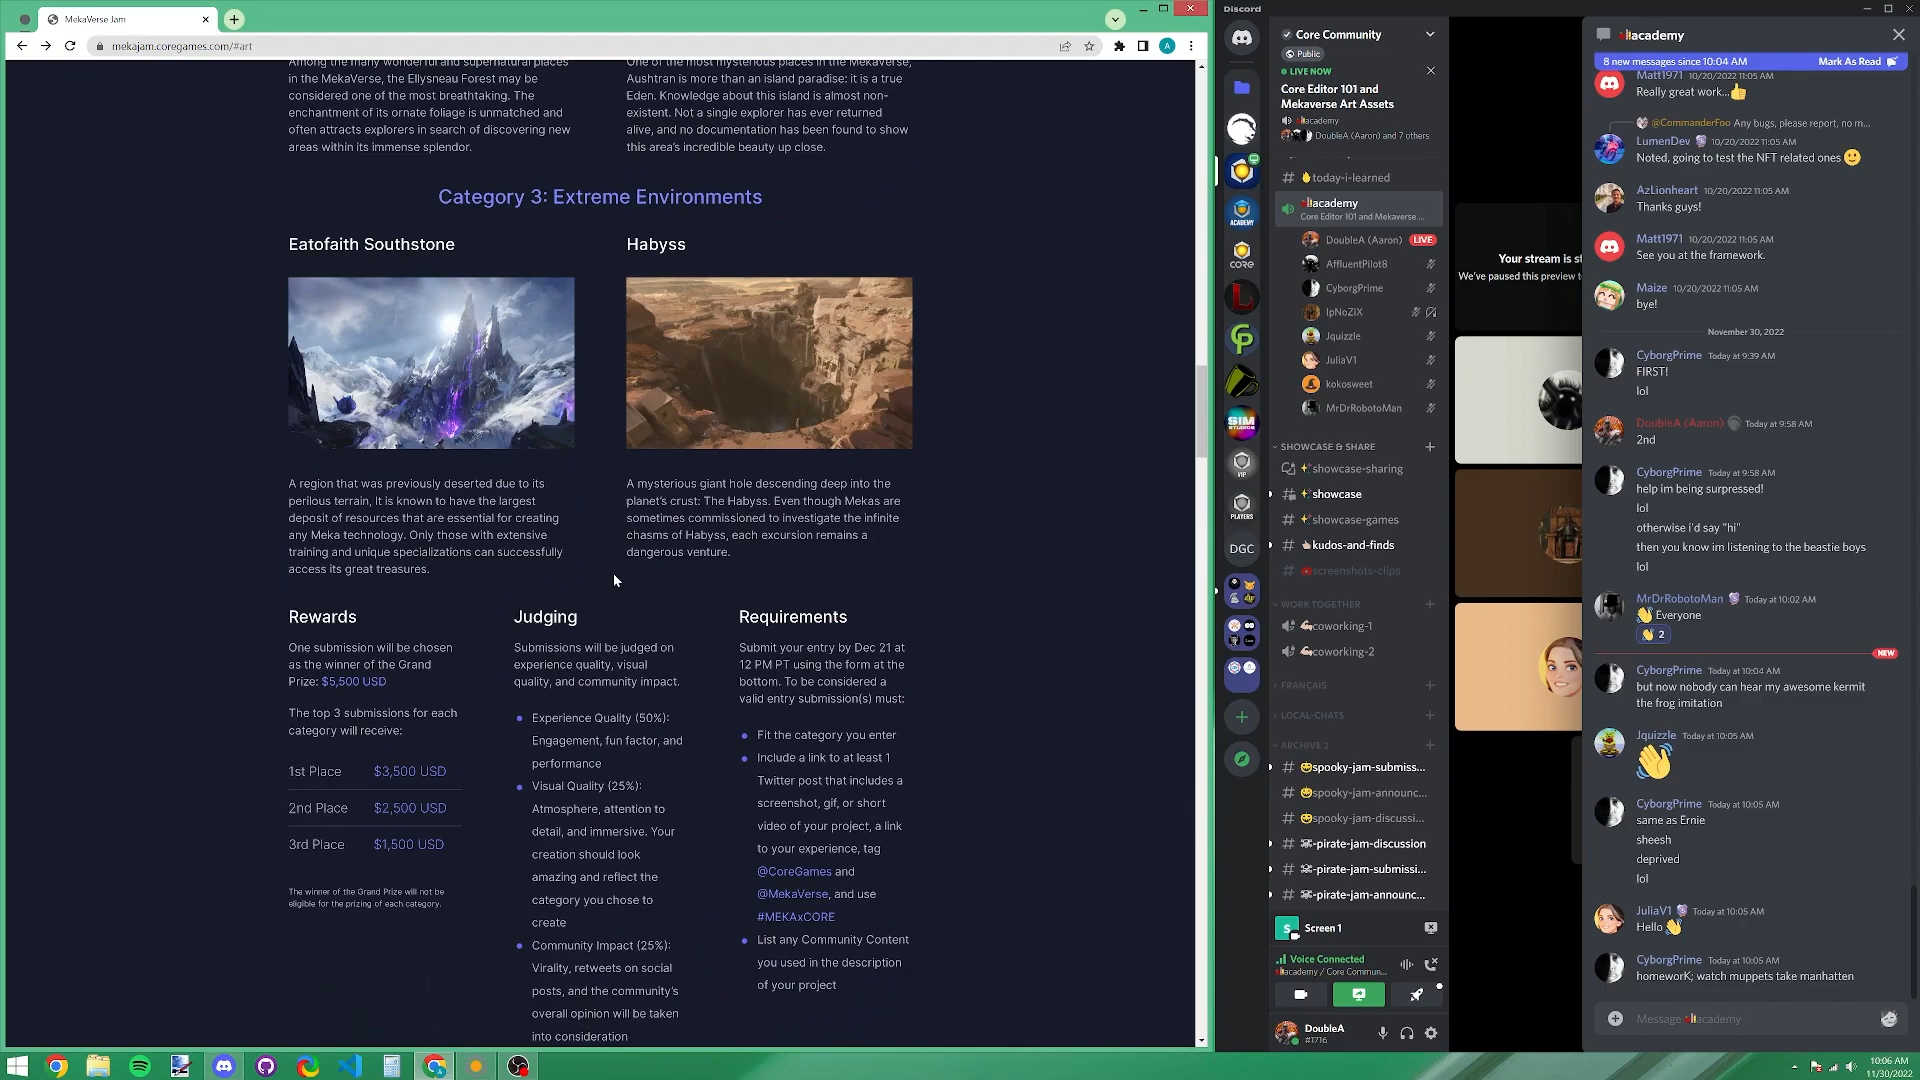 MekaVerse Jam
mekajam.coregames.com/#art
Among the many wonderful and supernatural places
in the MekaVerse, the Ellysneau Forest may be
considered one of the most breathtaking. The
enchantment of its ornate foliage is unmatched and
often attracts explorers in search of discovering new
areas within its immense splendor.
One of the most mysterious places in the MekaVerse,
Aushtran is more than an island paradise: it is a true
Eden. Knowledge about this island is almost non-
existent. Not a single explorer has ever returned
alive, and no documentation has been found to show
this area's incredible beauty up close.
Category 3: Extreme Environments
Eatofaith Southstone
Habyss
A region that was previously deserted due to its
perilous terrain, It is known to have the largest
deposit of resources that are essential for creating
any Meka technology. Only those with extensive
training and unique specializations can successfully
access its great treasures.
A mysterious giant hole descending deep into the
planet's crust: The Habyss. Even though Mekas are
sometimes commissioned to investigate the infinite
chasms of Habyss, each excursion remains a
dangerous venture.
Rewards
One submission will be chosen
as the winner of the Grand
Prize: $5,500 USD
The top 3 submissions for each
category will receive:
1st Place $3,500 USD
2nd Place $2,500 USD
3rd Place $1,500 USD
The winner of the Grand Prize will not be
eligible for the prizing of each category.
Judging
Submissions will be judged on
experience quality, visual
quality, and community impact.
Experience Quality (50%):
Engagement, fun factor, and
performance
Visual Quality (25%):
Atmosphere, attention to
detail, and immersive. Your
creation should look
amazing and reflect the
category you chose to
create
Community Impact (25%):
Virality, retweets on social
posts, and the community's
overall opinion will be taken
into consideration
Requirements
Submit your entry by Dec 21 at
12 PM PT using the form at the
bottom. To be considered a
valid entry submission(s) must:
Fit the category you enter
Include a link to at least 1
Twitter post that includes a
screenshot, gif, or short
video of your project, a link
to your experience, tag
@CoreGames and
@MekaVerse, and use
#MEKAxCORE
List any Community Content
you used in the description
of your project
Discord
ACADEMY
CORE
SIM
STUDIOS
VIP
PLAYERS
DGC
Core Community
Public
LIVE NOW
Core Editor 101 and
Mekaverse Art Assets
academy
DoubleA (Aaron) and 7 others
today-i-learned
academy
Core Editor 101 and Mekaverse ...
DoubleA (Aaron) LIVE
AffluentPilot8
CyborgPrime
IpNoZiX
Jquizzle
JuliaV1
kokosweet
MrDrRobotoMan
SHOWCASE & SHARE
showcase-sharing
showcase
showcase-games
kudos-and-finds
screenshots-clips
WORK TOGETHER
coworking-1
coworking-2
FRANÇAIS
LOCAL-CHATS
ARCHIVE 2
spooky-jam-submiss...
spooky-jam-announc...
spooky-jam-discussi...
-pirate-jam-discussion
-pirate-jam-submissi...
-pirate-jam-announc...
Screen 1
Voice Connected
academy / Core Commun...
DoubleA
#1716
Your stream is st
We've paused this preview t
academy
8 new messages since 10:04 AM Mark As Read
Matt1971 10/20/2022 11:05 AM
Really great work...👍
@CommanderFoo Any bugs, please report, no m...
LumenDev 10/20/2022 11:05 AM
Noted, going to test the NFT related ones 🙂
AzLionheart 10/20/2022 11:05 AM
Thanks guys!
Matt1971 10/20/2022 11:05 AM
See you at the framework.
Maize 10/20/2022 11:05 AM
bye!
November 30, 2022
CyborgPrime Today at 9:39 AM
FIRST!
lol
DoubleA (Aaron) Today at 9:58 AM
2nd
CyborgPrime Today at 9:58 AM
help im being surpressed!
lol
otherwise i'd say "hi"
then you know im listening to the beastie boys
lol
MrDrRobotoMan Today at 10:02 AM
👋 Everyone
👋 2
NEW
CyborgPrime Today at 10:04 AM
but now nobody can hear my awesome kermit
the frog imitation
Jquizzle Today at 10:05 AM
👋
CyborgPrime Today at 10:05 AM
same as Ernie
sheesh
deprived
lol
JuliaV1 Today at 10:05 AM
Hello 👋
CyborgPrime Today at 10:05 AM
homeworK; watch muppets take manhatten
Message academy
10:06 AM
11/30/2022